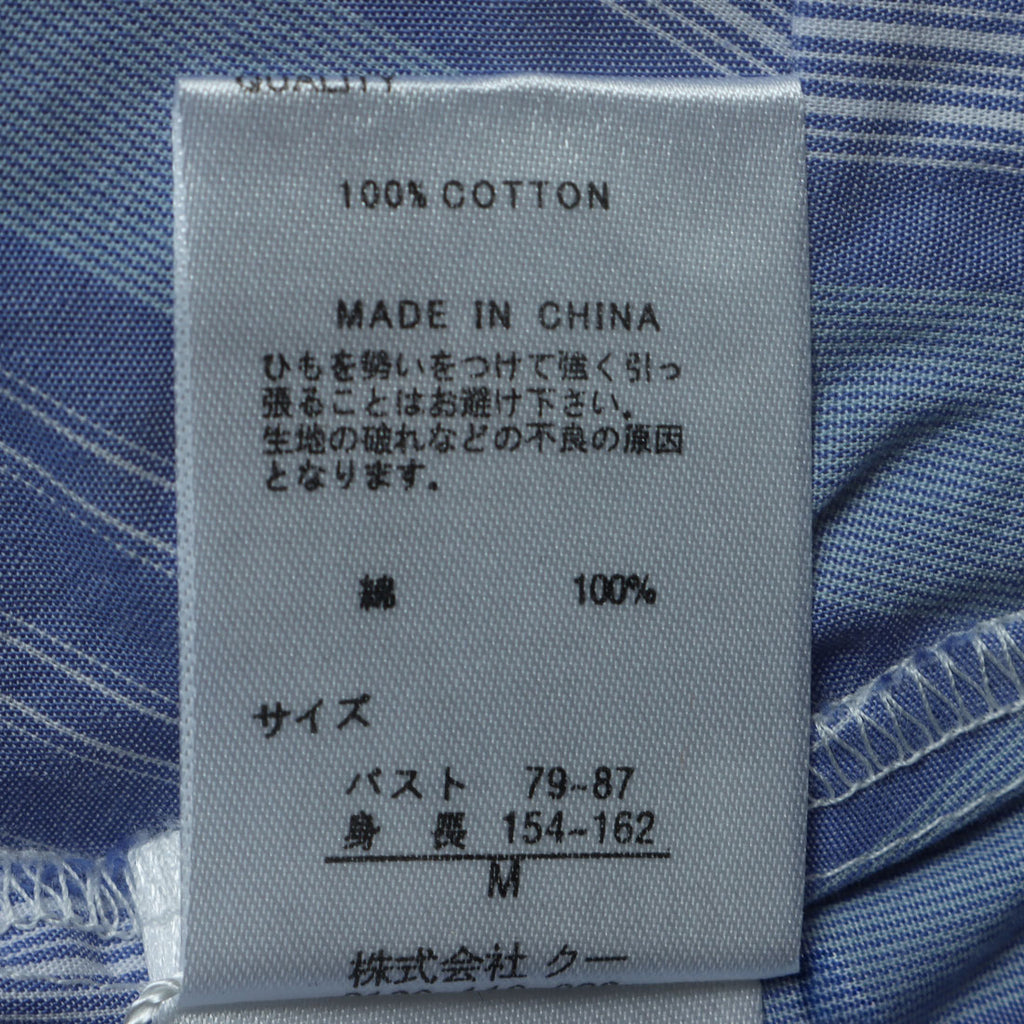 QUALITY
100% COTTON
MADE IN CHINA
ひもを勢いをつけて強く引っ
張ることはお避け下さい。
生地の破れなどの不良の原因
となります。
綿 100%
サイズ
バスト 79~87
身長 154~162
M
株式会社 クー